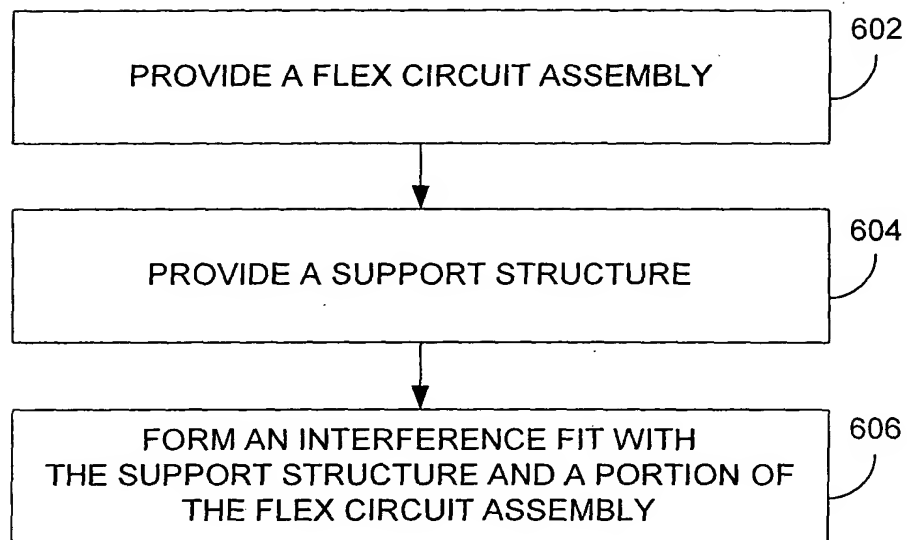 602
PROVIDE A FLEX CIRCUIT ASSEMBLY
604
PROVIDE A SUPPORT STRUCTURE
606
FORM AN INTERFERENCE FIT WITH
THE SUPPORT STRUCTURE AND A PORTION OF
THE FLEX CIRCUIT ASSEMBLY